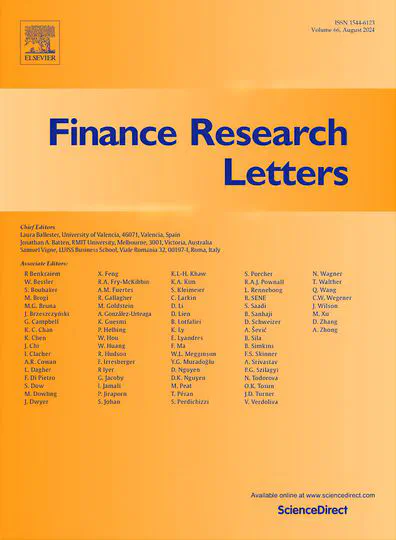 ISSN 1544-6123
Volume 66, August 2024
ELSEVIER
Finance Research
Letters
Chief Editors
Laura Ballester, University of Valencia, 46071, Valencia, Spain
Jonathan A. Batten, RMIT University, Melbourne, 3001, Victoria, Australia
Samuel Vigne, LUISS Business School, Viale Romania 32, 00197-I, Roma, Italy
Associate Editors:
R Benkraiem
W. Bessler
S. Boubaker
M. Brogi
M.G. Bruna
J. Brzeszczyński
G. Campbell
K. C. Chan
K. Chen
J. Chi
I. Clacher
A.R. Cowan
L. Dagher
F. Di Pietro
S. Dow
M. Dowling
J. Dwyer
X. Feng
R.A. Fry-McKibbin
A.M. Fuertes
R. Gallagher
M. Goldstein
A. González-Urteaga
K. Guesmi
P. Helbing
W. Hou
W. Huang
R. Hudson
F. Irresberger
R Iyer
G. Jacoby
I. Jamali
P. Jiraporn
S. Johan
K.L-H. Khaw
K.A. Kim
S. Kleimeier
C. Larkin
D. Li
D. Lien
B. Lotfaliei
K. Ly
E. Lyandres
F. Ma
W.L. Megginson
Y.G. Muradoğlu
D. Nguyen
D.K. Nguyen
M. Peat
T. Péran
S. Perdichizzi
S. Porcher
R.A.J. Pownall
L. Renneboog
B. SENE
S. Saadi
B. Sanhaji
D. Schweizer
A. Šević
B. Sila
B. Simkins
F.S. Skinner
A. Srivastav
P.G. Szilagyi
N. Todorova
O.K. Tosun
J.D. Turner
V. Verdoliva
N. Wagner
T. Walther
Q. Wang
C.W. Wegener
J. Wilson
M. Xu
D. Zhang
A. Zhong
Available online at www.sciencedirect.com
ScienceDirect